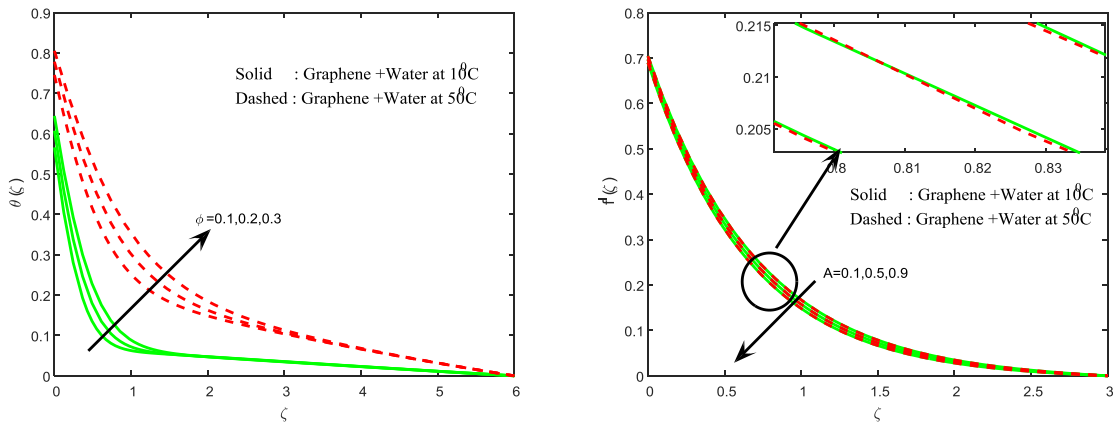 0.9
0.8
0.7
0.6
0.5
0.4
0.3
0.2
0.1
0
0 1 2 3 4 5 6
θ (ζ)
ζ
Solid : Graphene +Water at 10⁰C
Dashed : Graphene +Water at 50⁰C
ϕ =0.1,0.2,0.3
0.8
0.7
0.6
0.5
0.4
0.3
0.2
0.1
0
0 0.5 1 1.5 2 2.5 3
f'(ζ)
ζ
0.215
0.21
0.205
0.8 0.81 0.82 0.83
Solid : Graphene +Water at 10⁰C
Dashed : Graphene +Water at 50⁰C
A=0.1,0.5,0.9